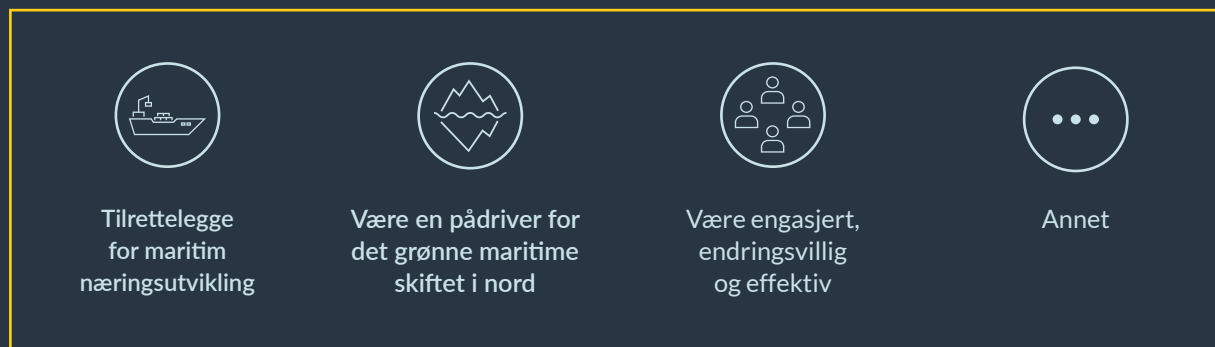 Tilrettelegge
for maritim
næringsutvikling
Være en pådriver for
det grønne maritime
skiftet i nord
Være engasjert,
endringsvillig
og effektiv
Annet